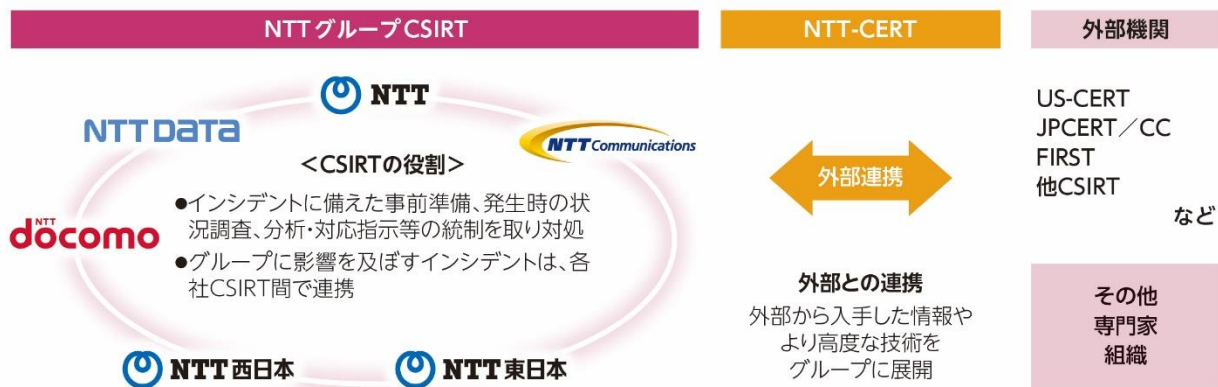 NTTグループCSIRT
NTT
NTT DATA
NTT Communications
NTT
docomo
<CSIRTの役割>
●インシデントに備えた事前準備、発生時の状
況調査、分析・対応指示等の統制を取り対処
●グループに影響を及ぼすインシデントは、各
社CSIRT間で連携
NTT西日本
NTT東日本
NTT-CERT
外部連携
外部との連携
外部から入手した情報や
より高度な技術を
グループに展開
外部機関
US-CERT
JPCERT／CC
FIRST
他CSIRT
など
その他
専門家
組織